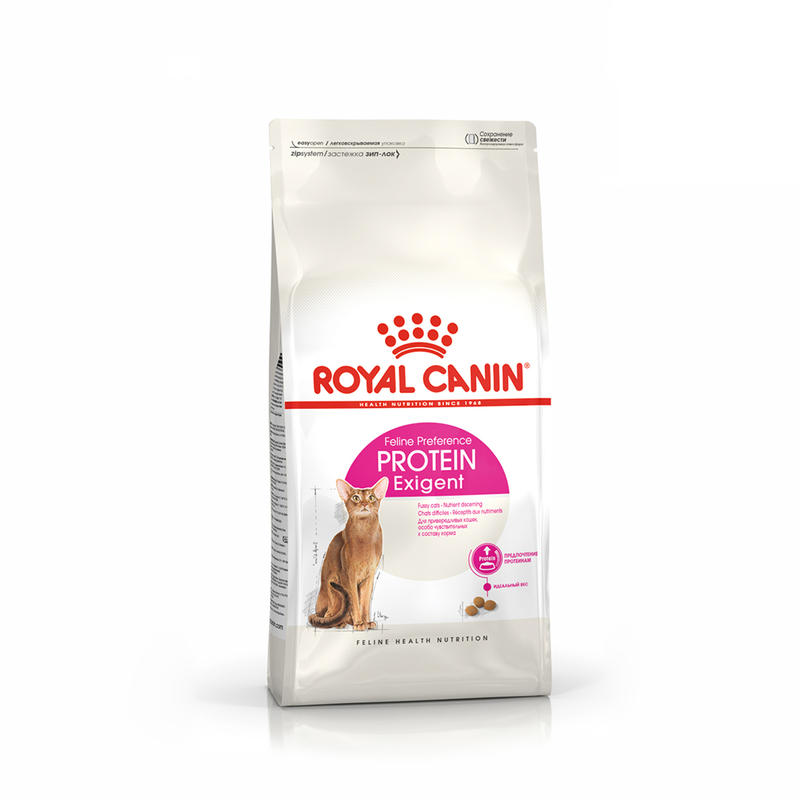 easyopen / легковскрываемая упаковка
zipsystem/застежка ЗИП-ЛОК
Сохранение
свежести
ROYAL CANIN®
HEALTH NUTRITION SINCE 1968
Feline Preference
PROTEIN
Exigent
Fussy cats - Nutrient discerning
Chats difficiles - Réceptifs aux nutriments
Для привередливых кошек,
особо чувствительных
к составу корма
Protein
ПРЕДПОЧТЕНИЕ
ПРОТЕИНАМ
ИДЕАЛЬНЫЙ ВЕС
FELINE HEALTH NUTRITION